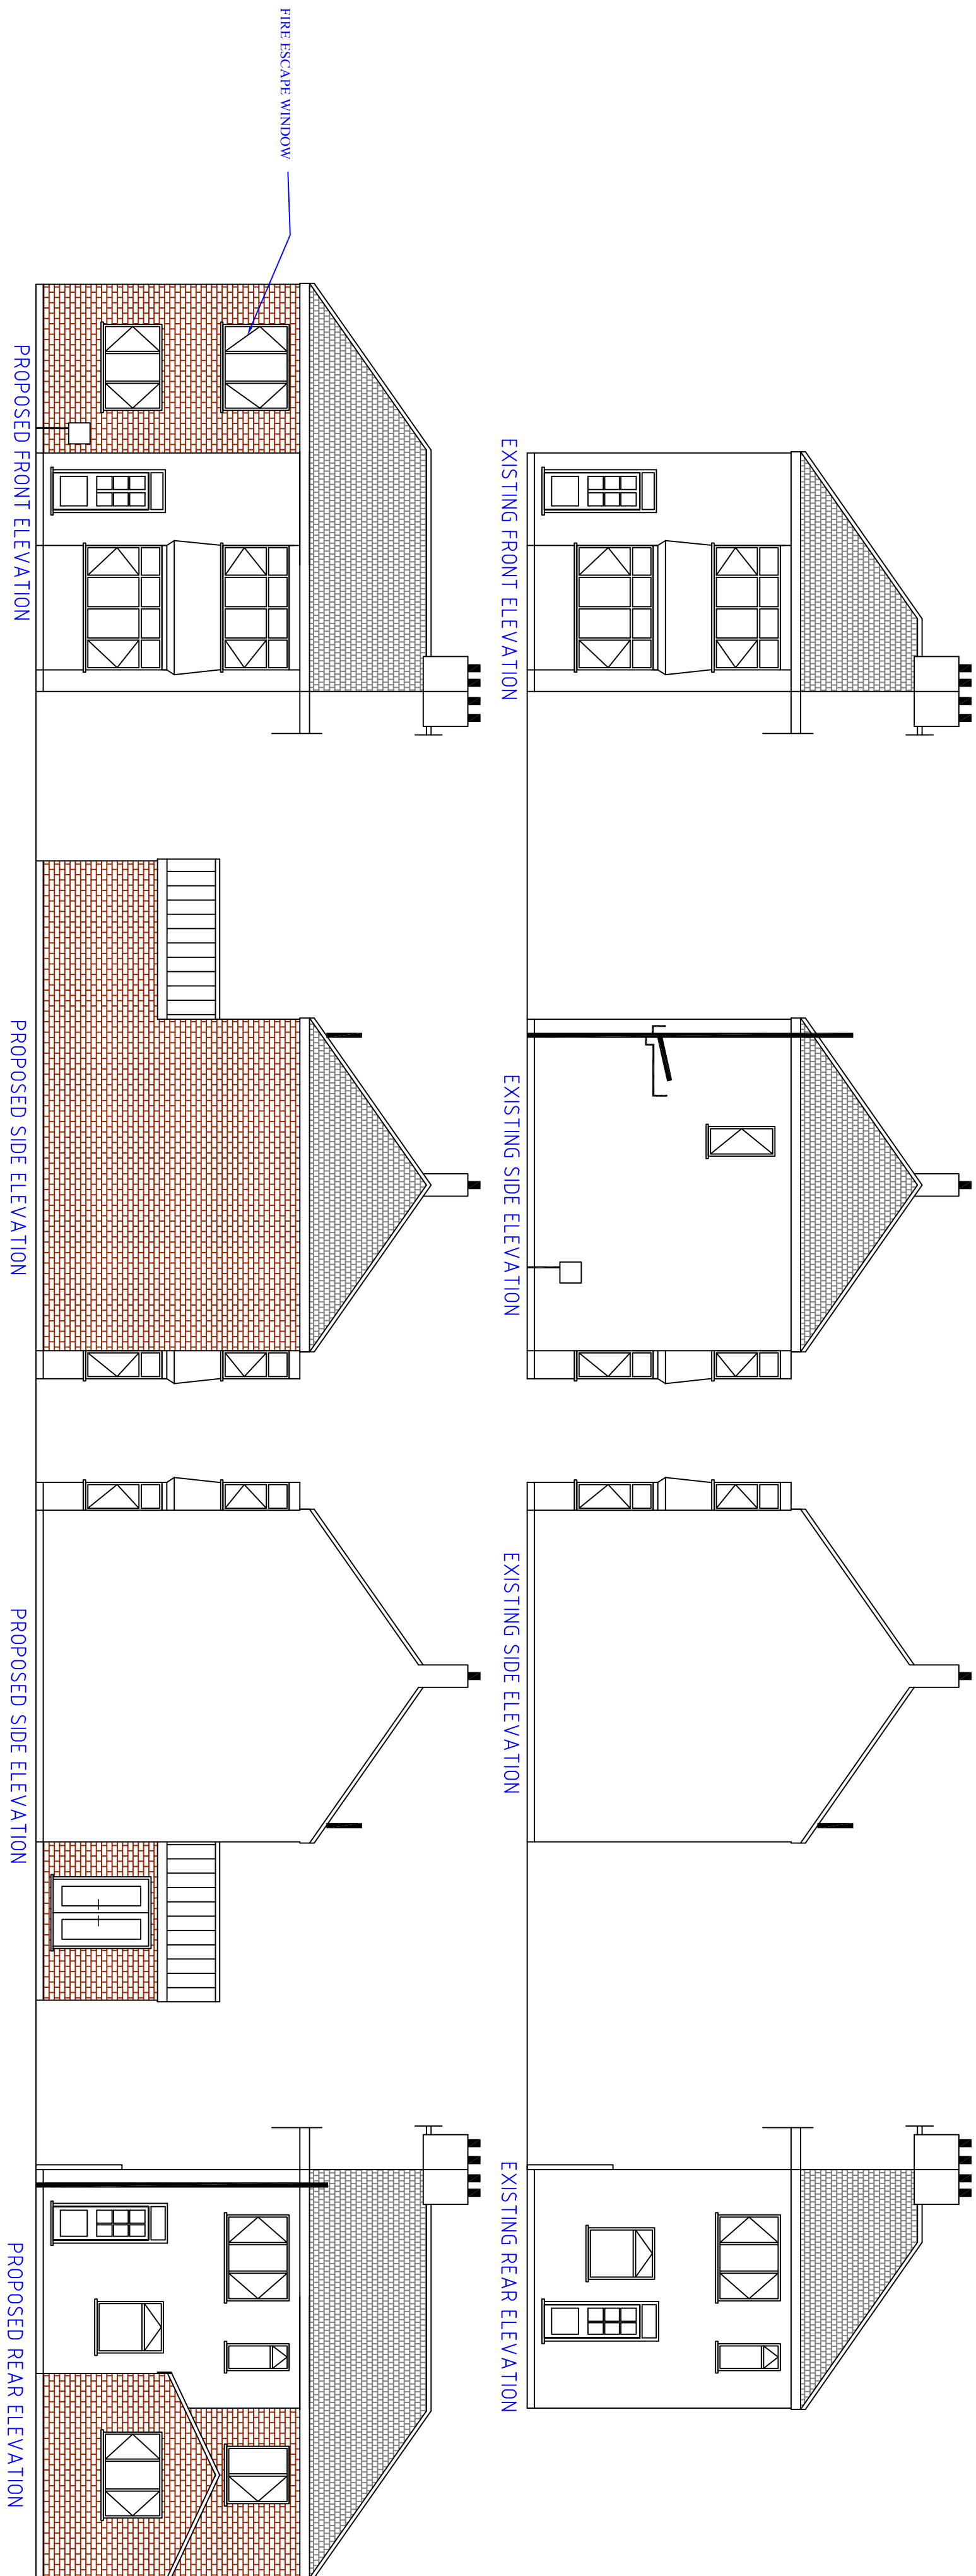 EXISTING FRONT ELEVATION
EXISTING SIDE ELEVATION
EXISTING SIDE ELEVATION
EXISTING REAR ELEVATION
FIRE ESCAPE WINDOW
PROPOSED FRONT ELEVATION
PROPOSED SIDE ELEVATION
PROPOSED SIDE ELEVATION
PROPOSED REAR ELEVATION